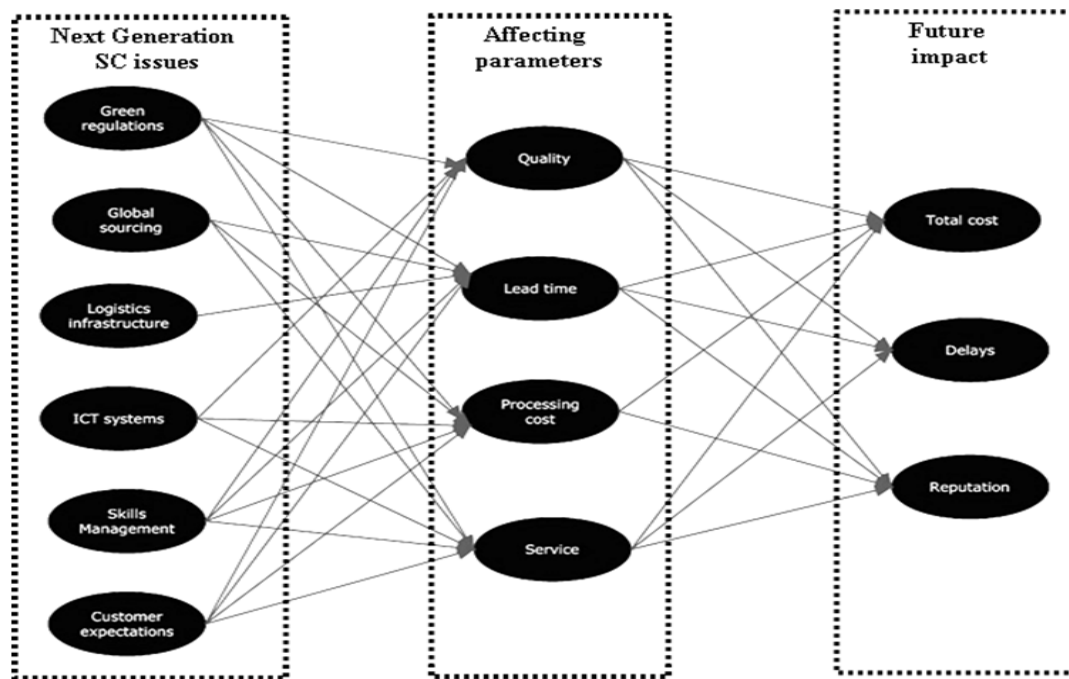 Next Generation
SC issues
Green
regulations
Global
sourcing
Logistics
infrastructure
ICT systems
Skills
Management
Customer
expectations
Affecting
parameters
Quality
Lead time
Processing
cost
Service
Future
impact
Total cost
Delays
Reputation